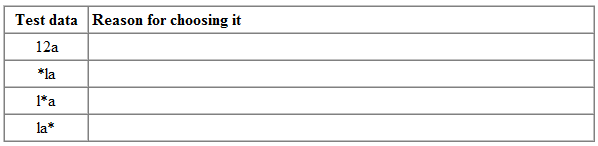 Test data Reason for choosing it
12a
*la
l*a
la*